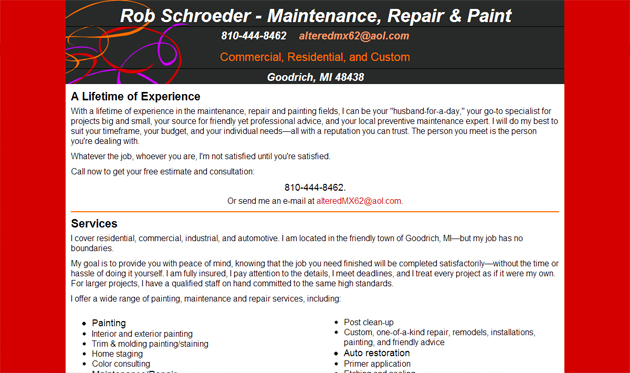 Rob Schroeder - Maintenance, Repair & Paint
810-444-8462 alteredmx62@aol.com
Commercial, Residential, and Custom
Goodrich, MI 48438
A Lifetime of Experience
With a lifetime of experience in the maintenance, repair and painting fields, I can be your "husband-for-a-day," your go-to specialist for
projects big and small, your source for friendly yet professional advice, and your local preventive maintenance expert. I will do my best to
suit your timeframe, your budget, and your individual needs—all with a reputation you can trust. The person you meet is the person
you're dealing with.
Whatever the job, whoever you are, I'm not satisfied until you're satisfied.
Call now to get your free estimate and consultation:
810-444-8462.
Or send me an e-mail at alteredMX62@aol.com.
Services
I cover residential, commercial, industrial, and automotive. I am located in the friendly town of Goodrich, MI—but my job has no
boundaries.
My goal is to provide you with peace of mind, knowing that the job you need finished will be completed satisfactorily—without the time or
hassle of doing it yourself. I am fully insured, I pay attention to the details, I meet deadlines, and I treat every project as if it were my own.
For larger projects, I have a qualified staff on hand committed to the same high standards.
I offer a wide range of painting, maintenance and repair services, including:
• Painting
• Interior and exterior painting
• Trim & molding painting/staining
• Home staging
• Color consulting
• Maintenance/Repair
• Post clean-up
• Custom, one-of-a-kind repair, remodels, installations,
painting, and friendly advice
• Auto restoration
• Primer application